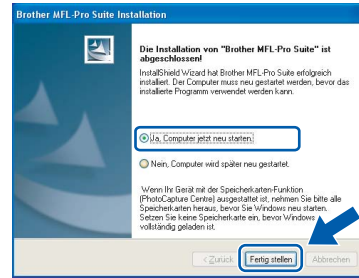 Brother MFL-Pro Suite Installation
Die Installation von "Brother MFL-Pro Suite" ist
abgeschlossen!
InstallShield Wizard hat Brother MFL-Pro Suite erfolgreich
installiert. Der Computer muss neu gestartet werden, bevor das
installierte Programm verwendet werden kann.
Ja, Computer jetzt neu starten.
Nein, Computer wird später neu gestartet.
Wenn Ihr Gerät mit der Speicherkarten-Funktion
(PhotoCapture Centre) ausgestattet ist, nehmen Sie bitte alle
Speicherkarten heraus, bevor Sie Windows neu starten.
Setzen Sie keine Speicherkarte ein, bevor Windows
vollständig geladen ist.
< Zurück Fertig stellen Abbrechen